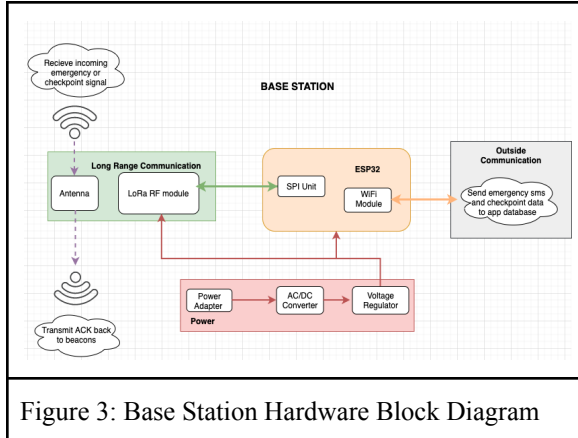 Recieve incoming
emergency or
checkpoint signal
BASE STATION
Long Range Communication
Antenna
LoRa RF module
ESP32
SPI Unit
WiFi
Module
Outside
Communication
Send emergency sms
and checkpoint data
to app database
Power
Adapter
AC/DC
Converter
Voltage
Regulator
Power
Transmit ACK back
to beacons
Figure 3: Base Station Hardware Block Diagram